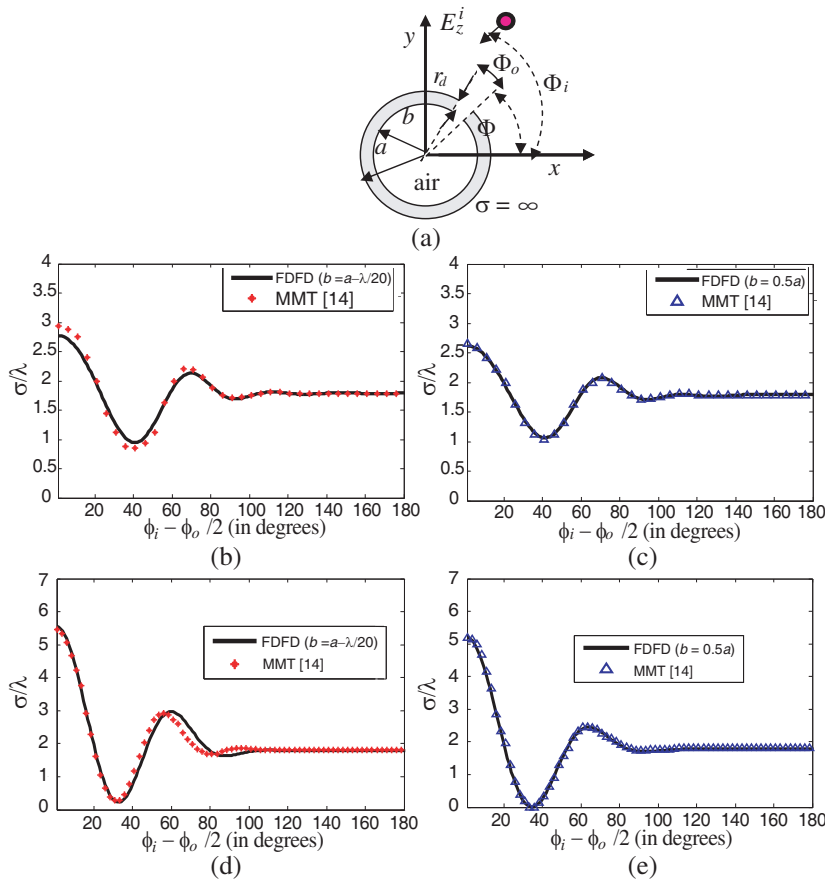 E_z^i
y
Φ_o
Φ_i
r_d
b
Φ
a
air
x
σ = ∞
(a)
FDFD (b = a–λ/20)
MMT [14]
σ/λ
4
3.5
3
2.5
2
1.5
1
0.5
0
20 40 60 80 100 120 140 160 180
ϕ_i – ϕ_o /2 (in degrees)
(b)
FDFD (b = 0.5a)
MMT [14]
σ/λ
4
3.5
3
2.5
2
1.5
1
0.5
0
20 40 60 80 100 120 140 160 180
ϕ_i – ϕ_o /2 (in degrees)
(c)
FDFD (b = a–λ/20)
MMT [14]
σ/λ
7
6
5
4
3
2
1
0
20 40 60 80 100 120 140 160 180
ϕ_i – ϕ_o /2 (in degrees)
(d)
FDFD (b = 0.5a)
MMT [14]
σ/λ
7
6
5
4
3
2
1
0
20 40 60 80 100 120 140 160 180
ϕ_i – ϕ_o /2 (in degrees)
(e)